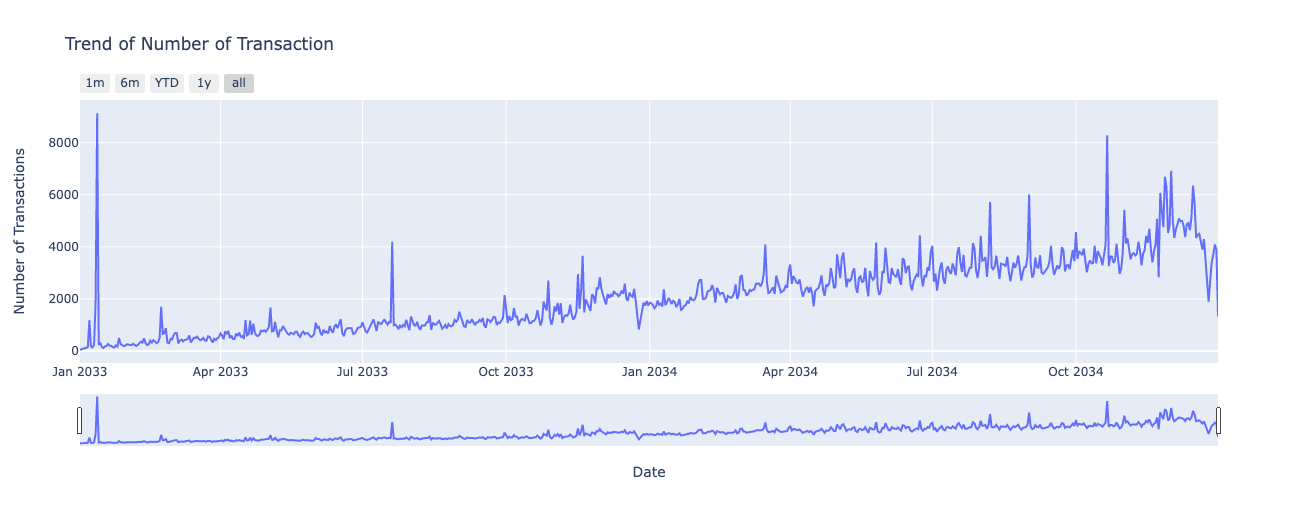 Trend of Number of Transaction
1m 6m YTD 1y all
Number of Transactions
8000
6000
4000
2000
0
Jan 2033 Apr 2033 Jul 2033 Oct 2033 Jan 2034 Apr 2034 Jul 2034 Oct 2034
Date